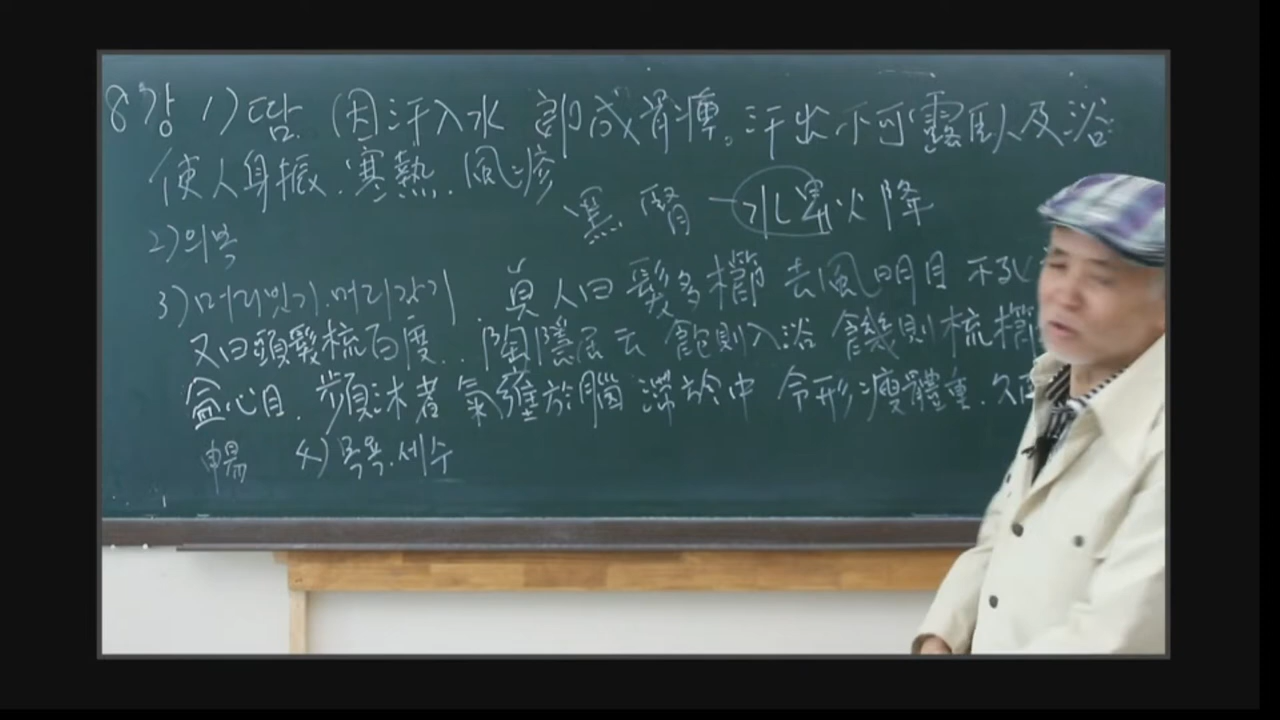 8강 1) 땀 因汗入水 卽成骨痺. 汗出不可露臥及浴
使人身振. 寒熱. 風疹
黑 腎 - 水昇火降
2) 의복
3) 머리빗기. 머리감기. 眞人曰 髮多櫛 去風明目 不死
又曰頭髮梳百度. 陶隱居云 飽則入浴 饑則梳櫛
益心目. 頻沐者 氣壅於腦 滯於中 令形瘦體重. 久而
暢 4) 목욕. 세수